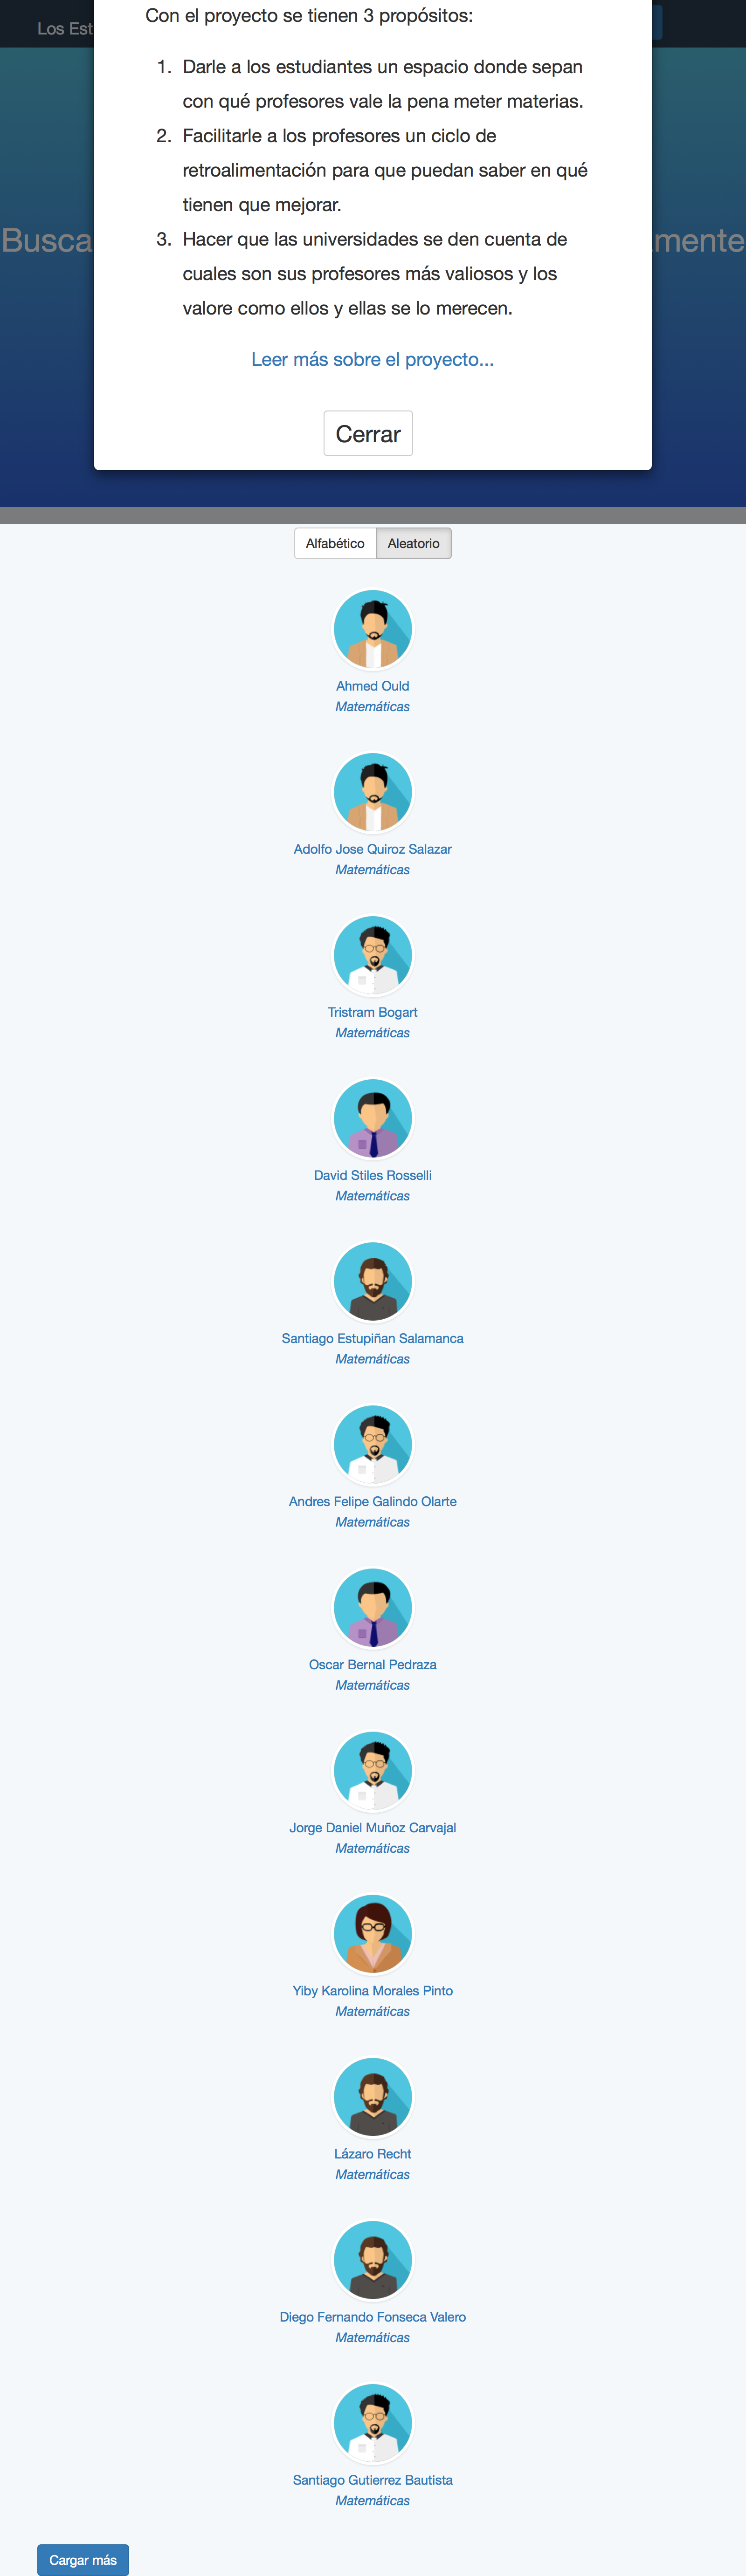 Con el proyecto se tienen 3 propósitos:
Los Est
1. Darle a los estudiantes un espacio donde sepan
con qué profesores vale la pena meter materias.
2. Facilitarle a los profesores un ciclo de
retroalimentación para que puedan saber en qué
tienen que mejorar.
3. Hacer que las universidades se den cuenta de
cuales son sus profesores más valiosos y los
valore como ellos y ellas se lo merecen.
Busca
mente
Leer más sobre el proyecto...
Cerrar
Alfabético Aleatorio
Ahmed Ould
Matemáticas
Adolfo Jose Quiroz Salazar
Matemáticas
Tristram Bogart
Matemáticas
David Stiles Rosselli
Matemáticas
Santiago Estupiñan Salamanca
Matemáticas
Andres Felipe Galindo Olarte
Matemáticas
Oscar Bernal Pedraza
Matemáticas
Jorge Daniel Muñoz Carvajal
Matemáticas
Yiby Karolina Morales Pinto
Matemáticas
Lázaro Recht
Matemáticas
Diego Fernando Fonseca Valero
Matemáticas
Santiago Gutierrez Bautista
Matemáticas
Cargar más